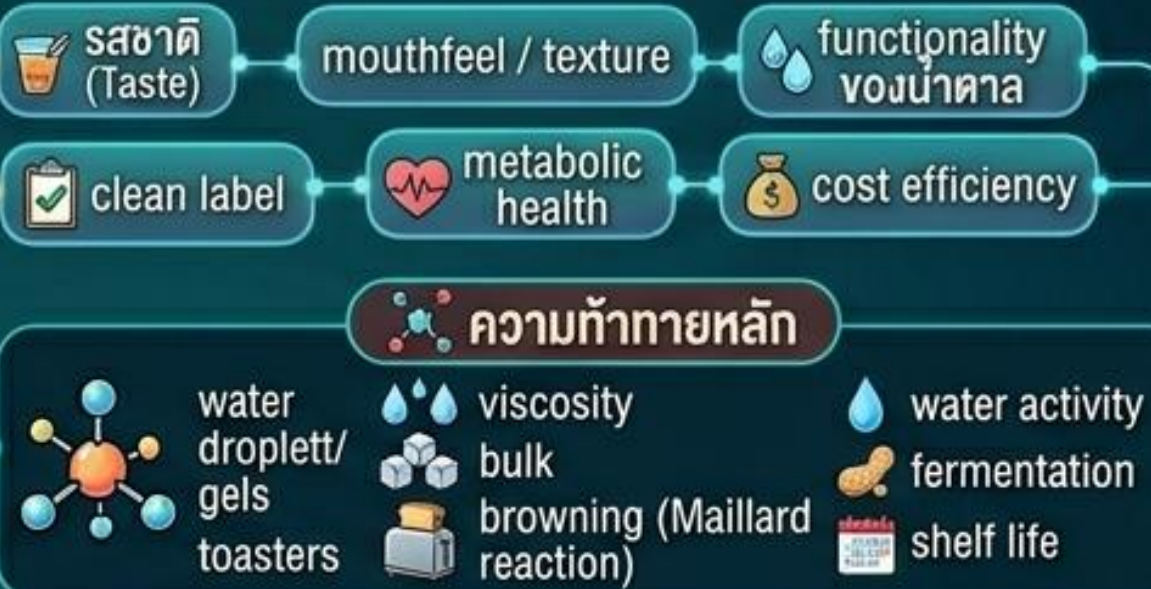 รสชาติ
(Taste)
mouthfeel / texture
functionality
ของน้ำตาล
clean label
metabolic
health
cost efficiency
ความท้าทายหลัก
water
droplett/
gels
toasters
viscosity
bulk
browning (Maillard
reaction)
water activity
fermentation
shelf life